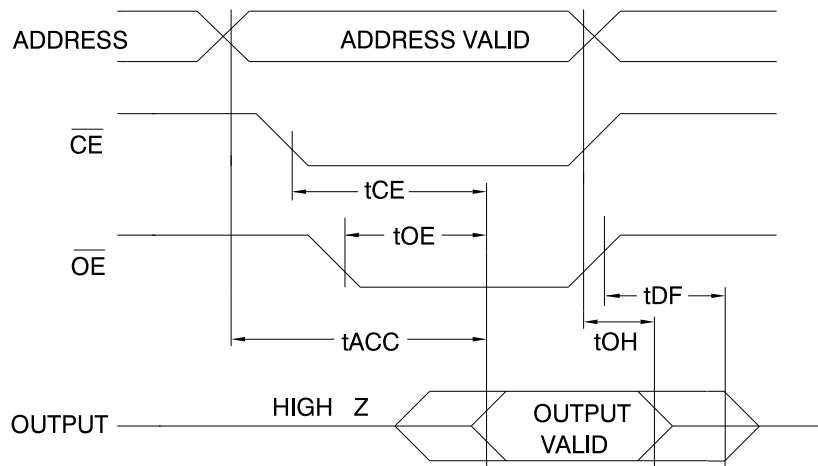 ADDRESS
ADDRESS VALID
CE
tCE
tOE
OE
tDF
tACC
tOH
HIGH Z
OUTPUT
OUTPUT
VALID